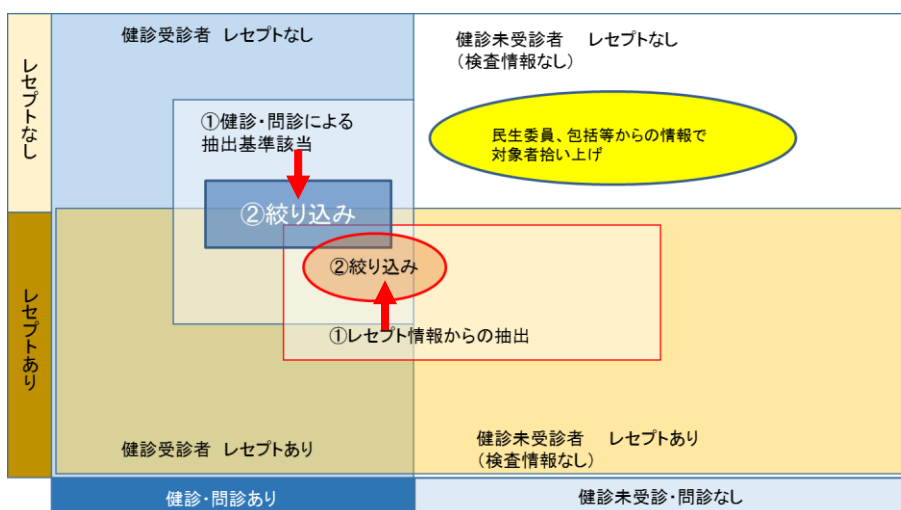 レセプトなし
健診受診者 レセプトなし
健診未受診者 レセプトなし
(検査情報なし)
①健診・問診による
抽出基準該当
民生委員、包括等からの情報で
対象者拾い上げ
②絞り込み
②絞り込み
①レセプト情報からの抽出
レセプトあり
健診受診者 レセプトあり
健診未受診者 レセプトあり
(検査情報なし)
健診・問診あり
健診未受診・問診なし